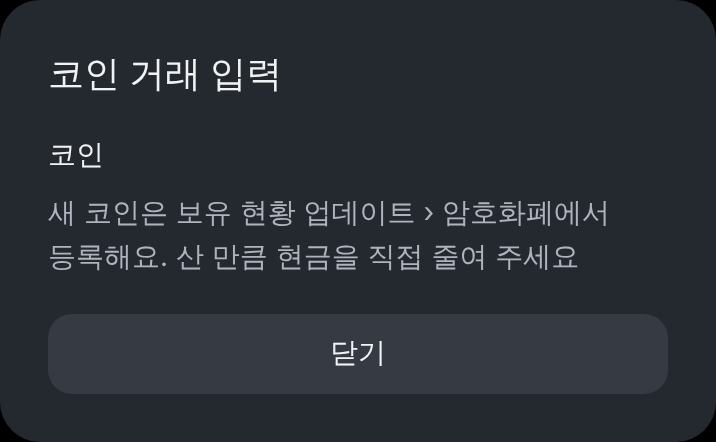 코인 거래 입력
코인
새 코인은 보유 현황 업데이트 › 암호화폐에서
등록해요. 산 만큼 현금을 직접 줄여 주세요
닫기